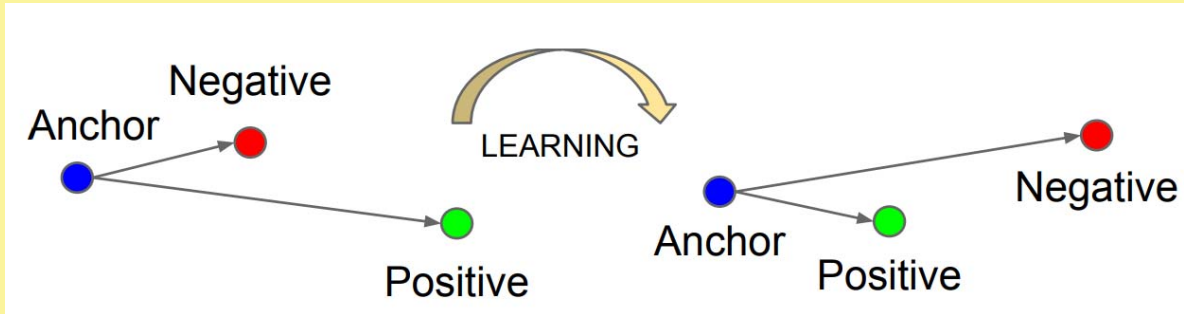 Negative
Anchor
Positive
LEARNING
Negative
Anchor
Positive